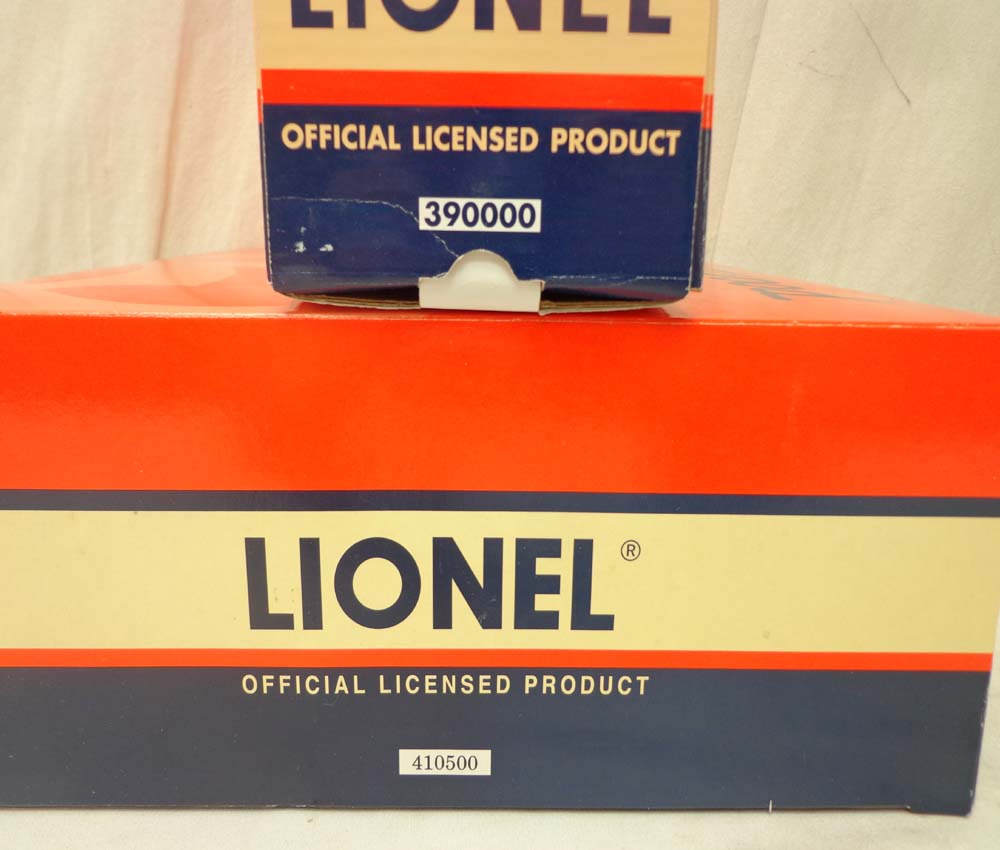 LIONEL
OFFICIAL LICENSED PRODUCT
390000
LIONEL®
OFFICIAL LICENSED PRODUCT
410500